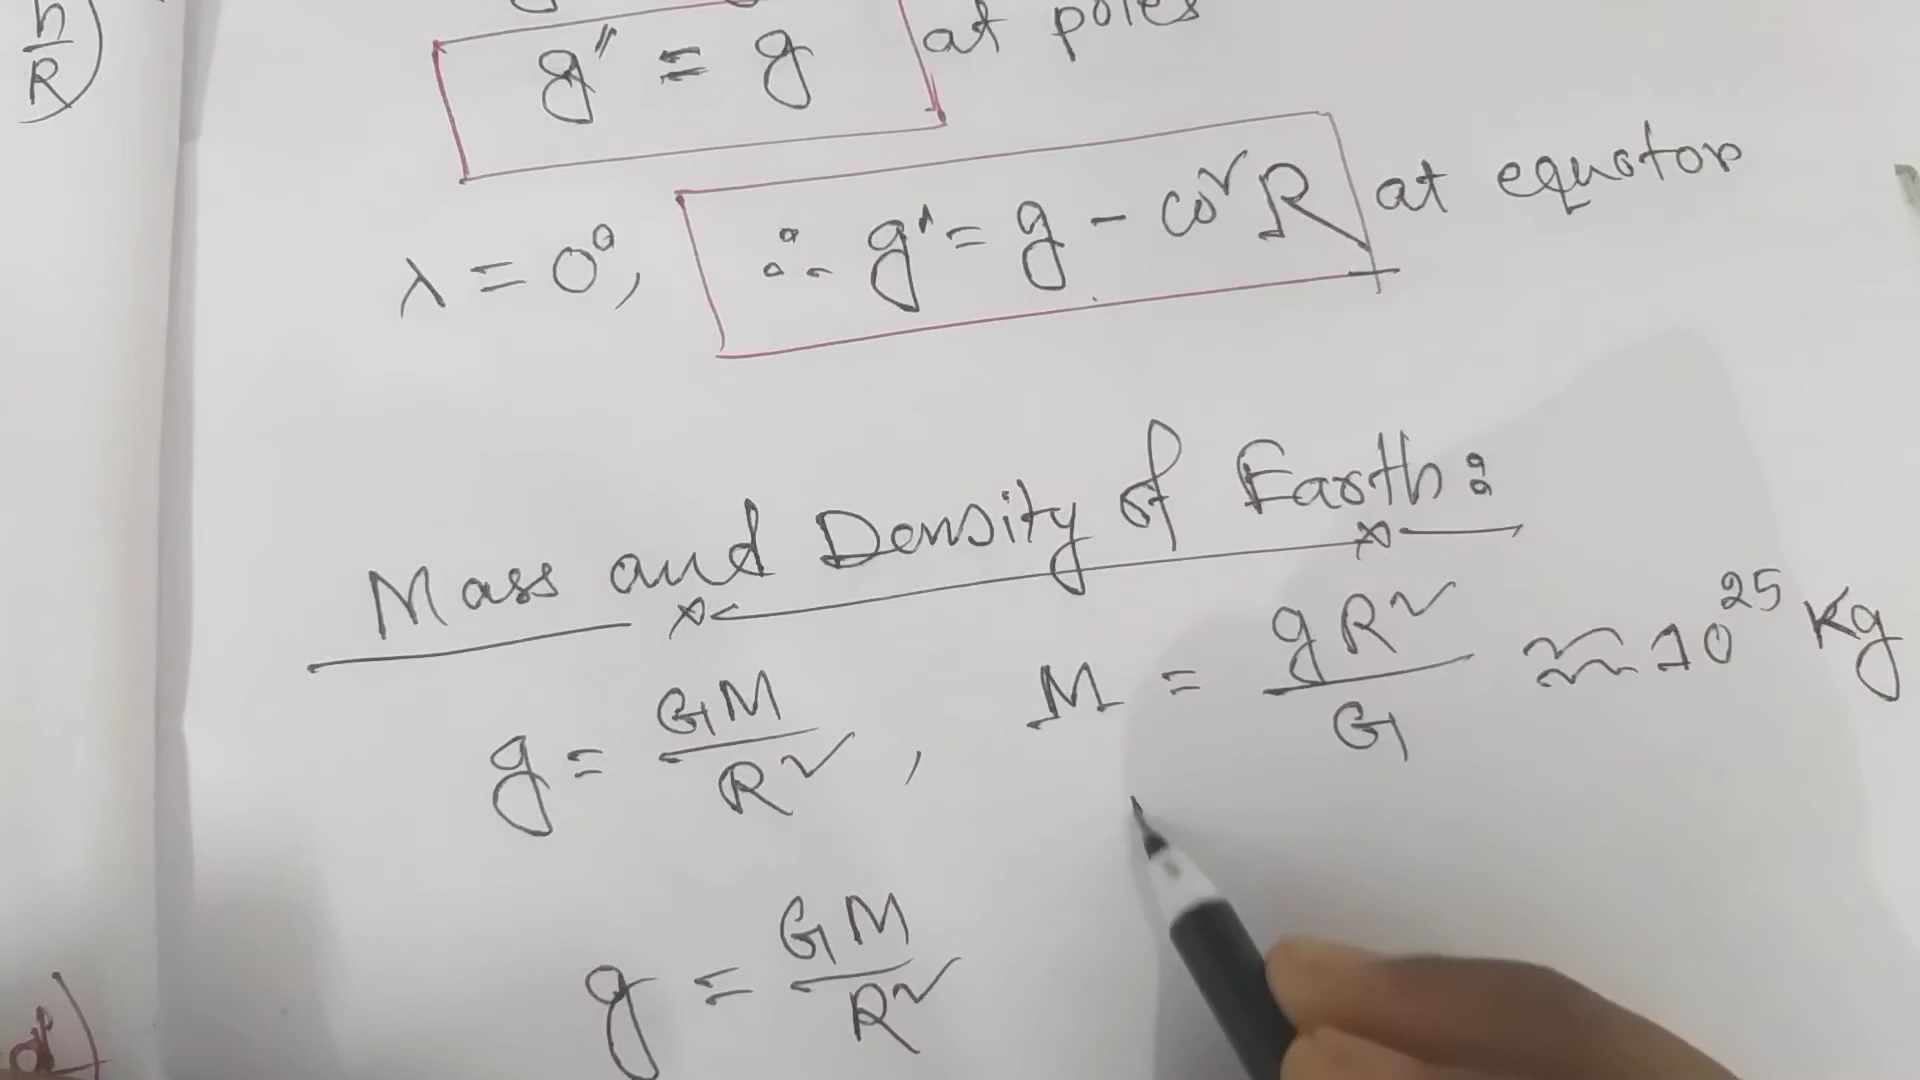 h/R)
g″ = g at poles
λ = 0°, ∴ g' = g - ω²R at equator
Mass and Density of Earth:
g = GM/R², M = gR²/G ≈ 10²⁵ Kg
g = GM/R²
d)